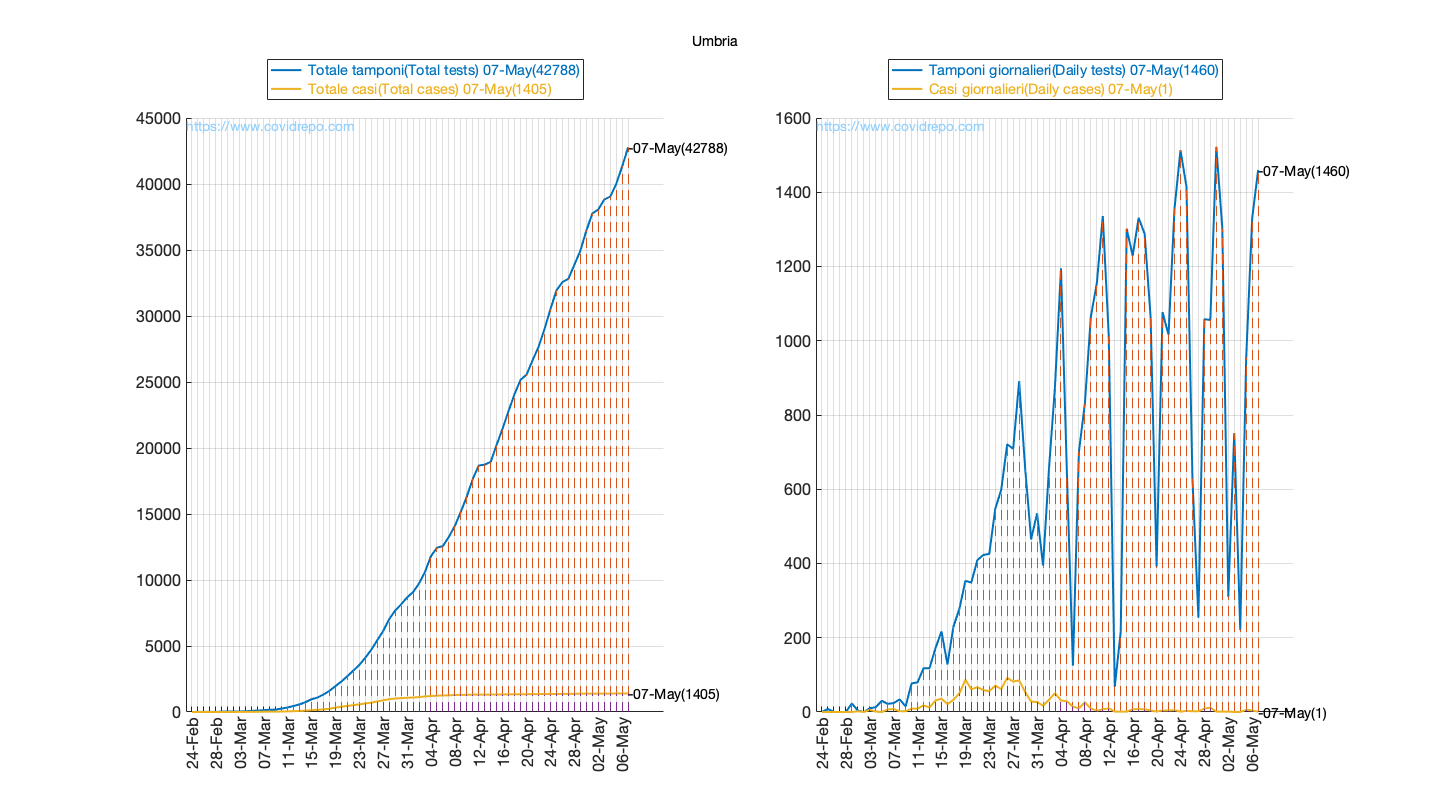 Umbria
Totale tamponi(Total tests) 07-May(42788)
Totale casi(Total cases) 07-May(1405)
https://www.covidrepo.com
45000
40000
35000
30000
25000
20000
15000
10000
5000
0
07-May(42788)
07-May(1405)
24-Feb
28-Feb
03-Mar
07-Mar
11-Mar
15-Mar
19-Mar
23-Mar
27-Mar
31-Mar
04-Apr
08-Apr
12-Apr
16-Apr
20-Apr
24-Apr
28-Apr
02-May
06-May
Tamponi giornalieri(Daily tests) 07-May(1460)
Casi giornalieri(Daily cases) 07-May(1)
https://www.covidrepo.com
1600
1400
1200
1000
800
600
400
200
0
07-May(1460)
07-May(1)
24-Feb
28-Feb
03-Mar
07-Mar
11-Mar
15-Mar
19-Mar
23-Mar
27-Mar
31-Mar
04-Apr
08-Apr
12-Apr
16-Apr
20-Apr
24-Apr
28-Apr
02-May
06-May